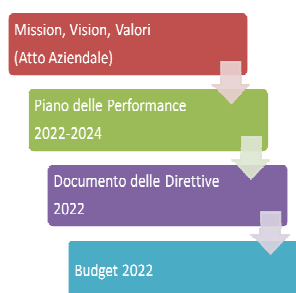 Mission, Vision, Valori
(Atto Aziendale)
Piano delle Performance
2022-2024
Documento delle Direttive
2022
Budget 2022